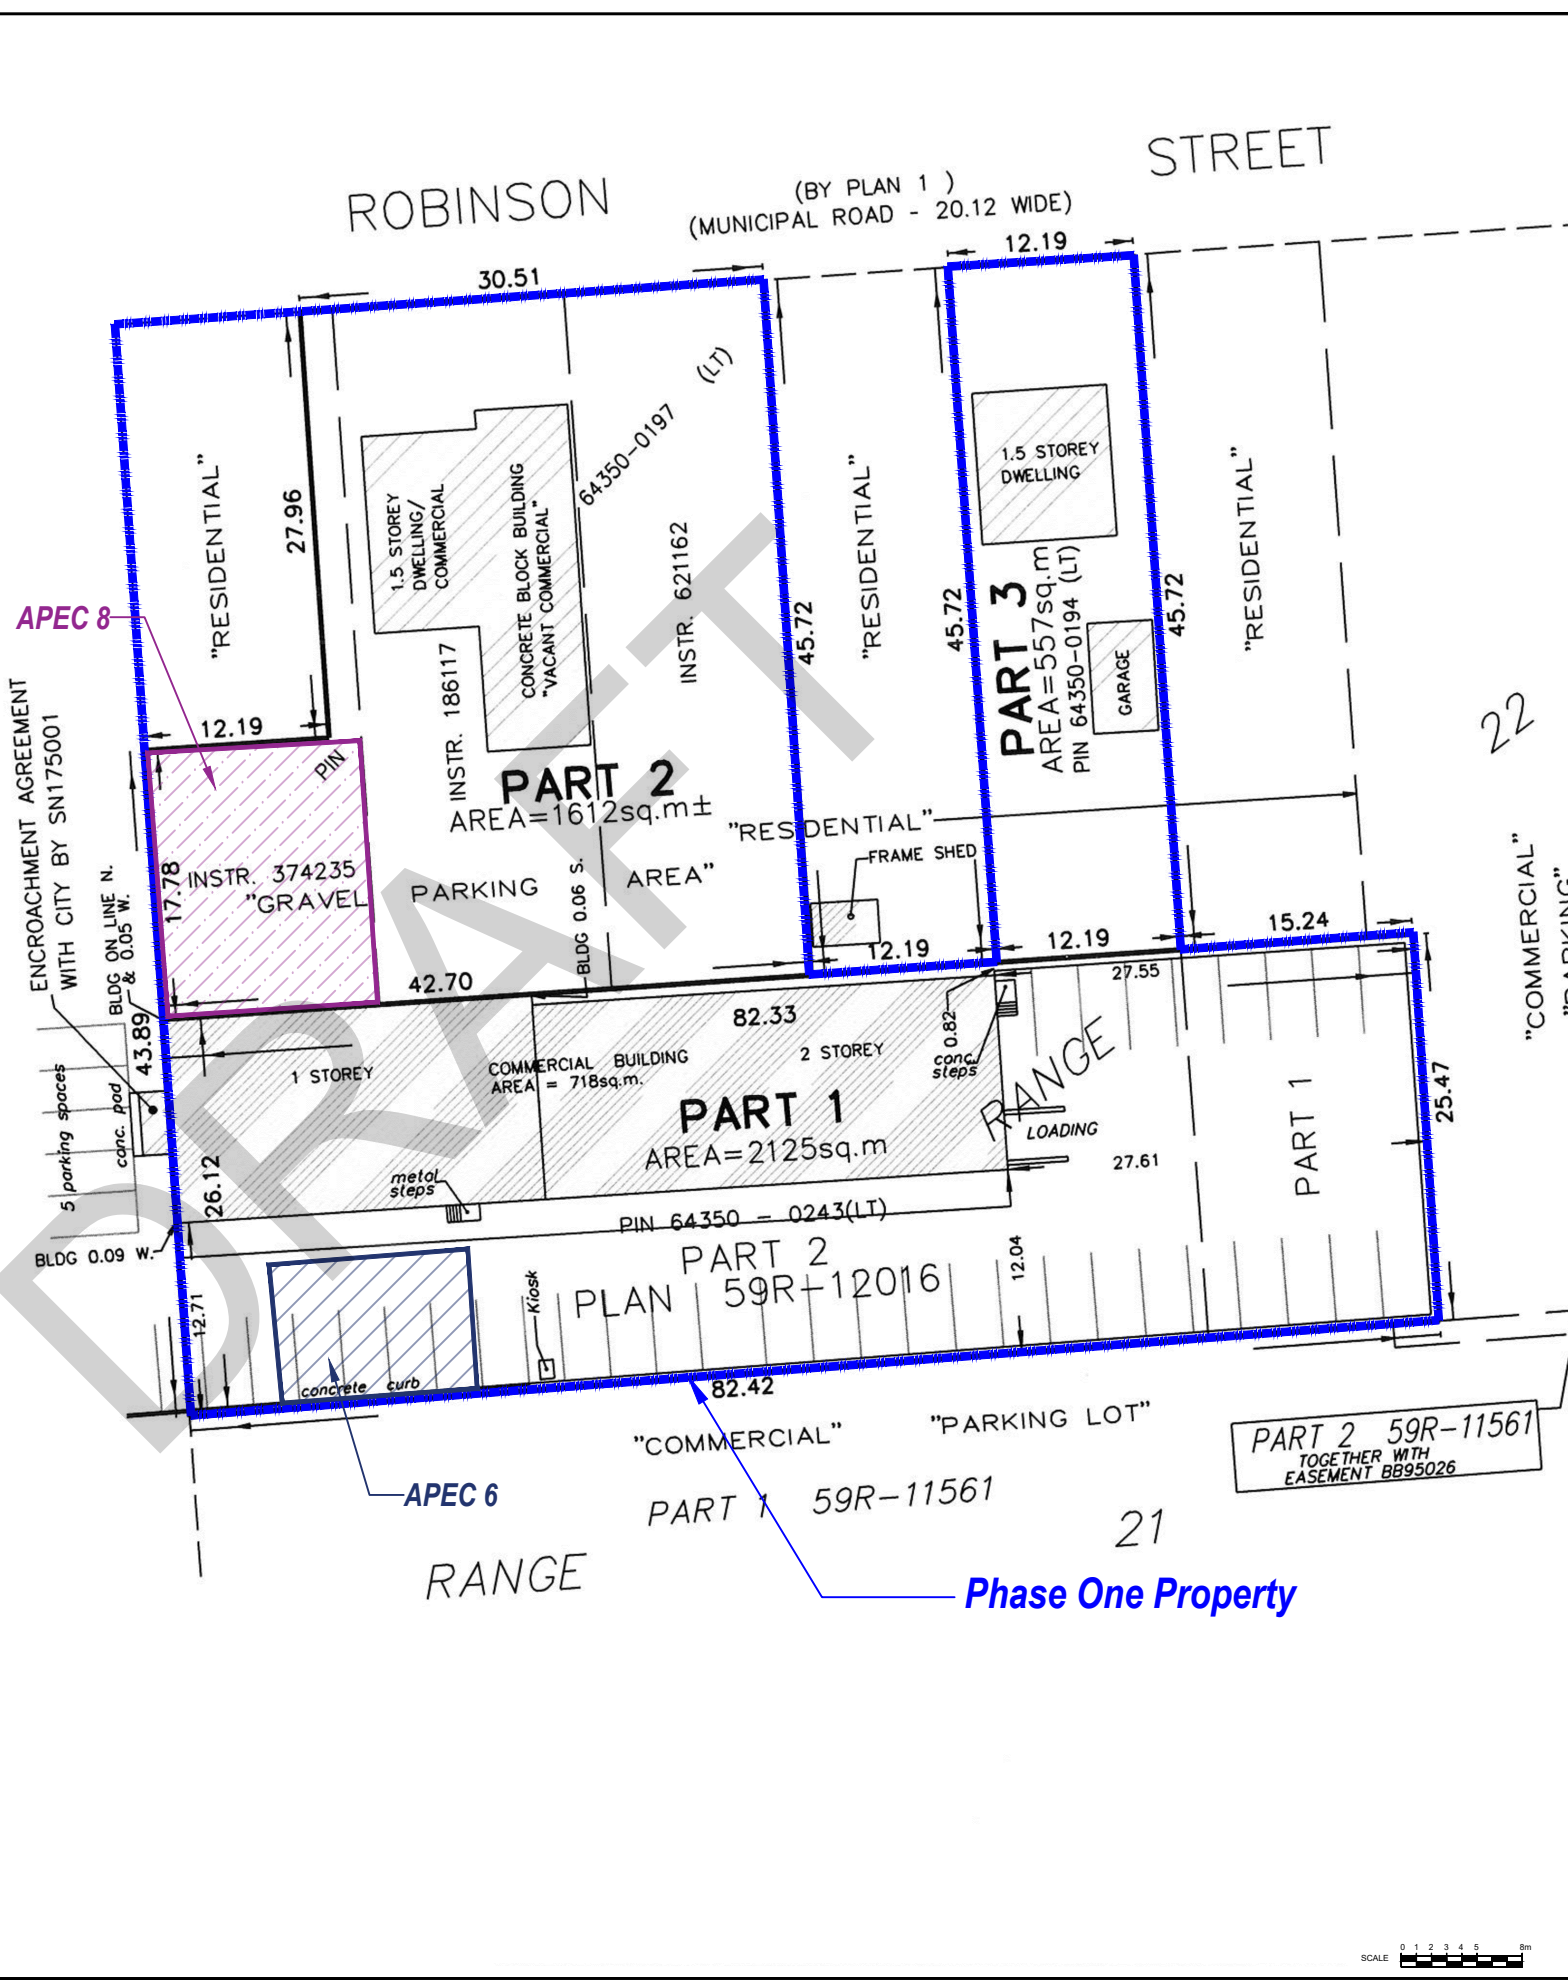 ROBINSON
STREET
(BY PLAN 1 )
(MUNICIPAL ROAD - 20.12 WIDE)
30.51
12.19
"RESIDENTIAL"
27.96
(LT)
64350-0197
1.5 STOREY
DWELLING/
COMMERCIAL
CONCRETE BLOCK BUILDING
"VACANT COMMERCIAL"
INSTR. 621162
INSTR. 186117
45.72
"RESIDENTIAL"
45.72
1.5 STOREY
DWELLING
PART 3
AREA=557sq.m
PIN 64350-0194 (LT)
GARAGE
45.72
"RESIDENTIAL"
22
APEC 8
12.19
PIN
ENCROACHMENT AGREEMENT
WITH CITY BY SN175001
BLDG ON LINE N.
& 0.05 W.
17.78
INSTR. 374235
"GRAVEL
PARKING
AREA"
PART 2
AREA=1612sq.m±
"RESIDENTIAL"
FRAME SHED
BLDG 0.06 S.
12.19
12.19
15.24
"COMMERCIAL"
"PARKING"
42.70
82.33
27.55
43.89
1 STOREY
COMMERCIAL BUILDING
AREA = 718sq.m.
2 STOREY
0.82
conc.
steps
RANGE
LOADING
27.61
PART 1
25.47
5 parking spaces
conc. pad
26.12
PART 1
AREA=2125sq.m
metal
steps
BLDG 0.09 W.
PIN 64350 - 0243(LT)
PART 2
PLAN 59R-12016
12.04
12.71
Kiosk
concrete curb
82.42
"COMMERCIAL"
"PARKING LOT"
PART 2 59R-11561
TOGETHER WITH
EASEMENT BB95026
APEC 6
PART 1 59R-11561
21
RANGE
Phase One Property
DRAFT
SCALE
0 1 2 3 4 5 8m